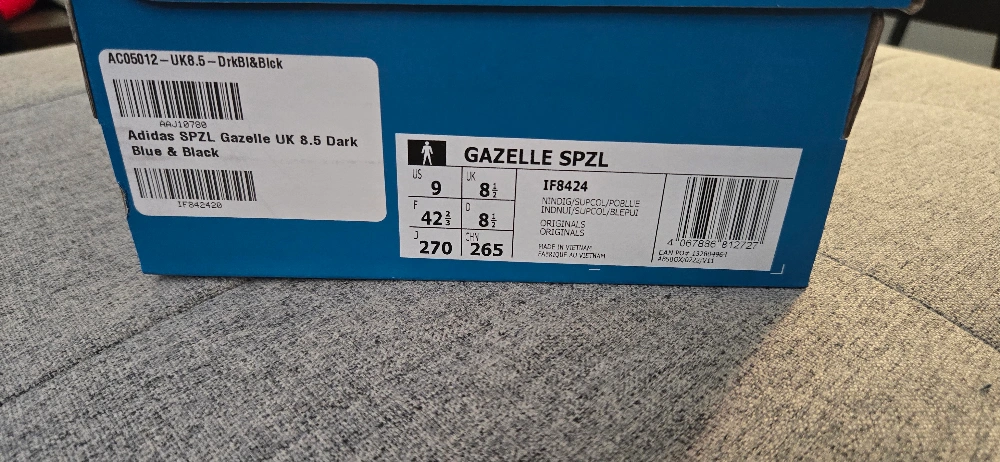 AC05012-UK8.5-DrkBl&Blck
AAJ10780
Adidas SPZL Gazelle UK 8.5 Dark
Blue & Black
IF842420
GAZELLE SPZL
US 9 UK 8½
F 42⅔ D 8½
J 270 CHN 265
IF8424
NINDIG/SUPCOL/POBLUE
INDNUI/SUPCOL/BLEPUI
ORIGINALS
ORIGINALS
MADE IN VIETNAM
FABRIQUÉ AU VIETNAM
4 067886 812727